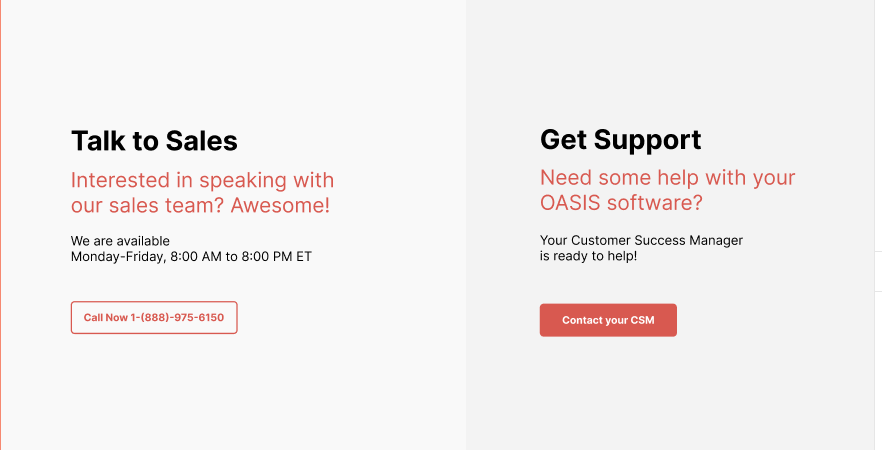 Talk to Sales
Interested in speaking with
our sales team? Awesome!
We are available
Monday-Friday, 8:00 AM to 8:00 PM ET
Call Now 1-(888)-975-6150
Get Support
Need some help with your
OASIS software?
Your Customer Success Manager
is ready to help!
Contact your CSM